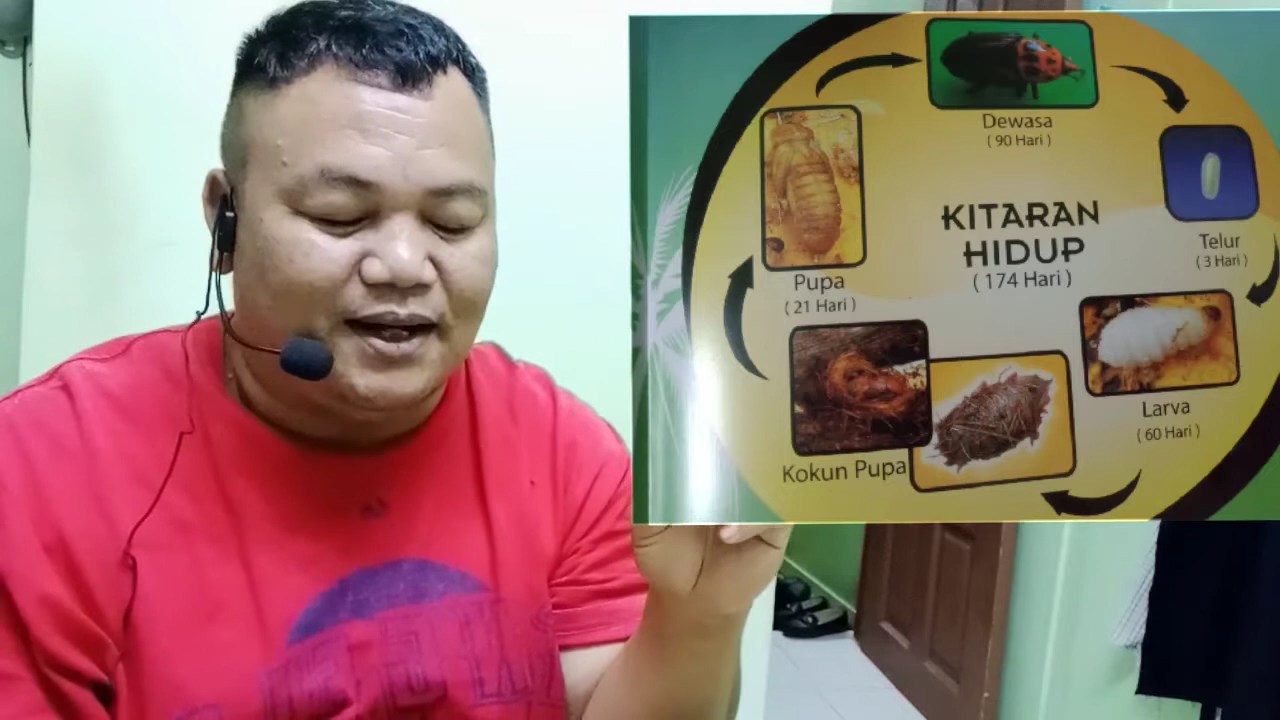 Dewasa
( 90 Hari )
KITARAN
HIDUP
( 174 Hari )
Telur
( 3 Hari )
Pupa
( 21 Hari )
Larva
( 60 Hari )
Kokun Pupa